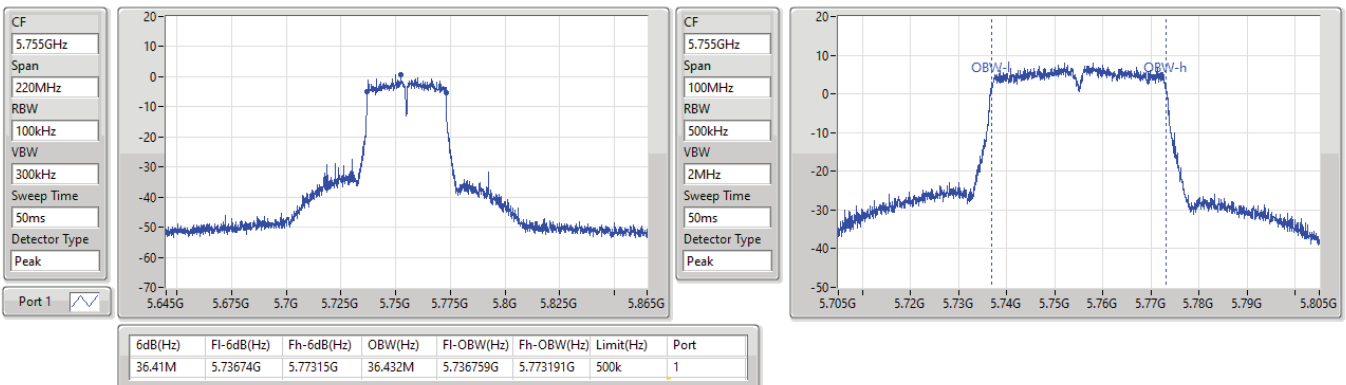 CF
5.755GHz
Span
220MHz
RBW
100kHz
VBW
300kHz
Sweep Time
50ms
Detector Type
Peak
Port 1
20
10
0
-10
-20
-30
-40
-50
-60
-70
5.645G 5.675G 5.7G 5.725G 5.75G 5.775G 5.8G 5.825G 5.865G
CF
5.755GHz
Span
100MHz
RBW
500kHz
VBW
2MHz
Sweep Time
50ms
Detector Type
Peak
20
10
0
-10
-20
-30
-40
-50
OBW-l OBW-h
5.705G 5.72G 5.73G 5.74G 5.75G 5.76G 5.77G 5.78G 5.79G 5.805G
6dB(Hz) Fl-6dB(Hz) Fh-6dB(Hz) OBW(Hz) Fl-OBW(Hz) Fh-OBW(Hz) Limit(Hz) Port
36.41M 5.73674G 5.77315G 36.432M 5.736759G 5.773191G 500k 1